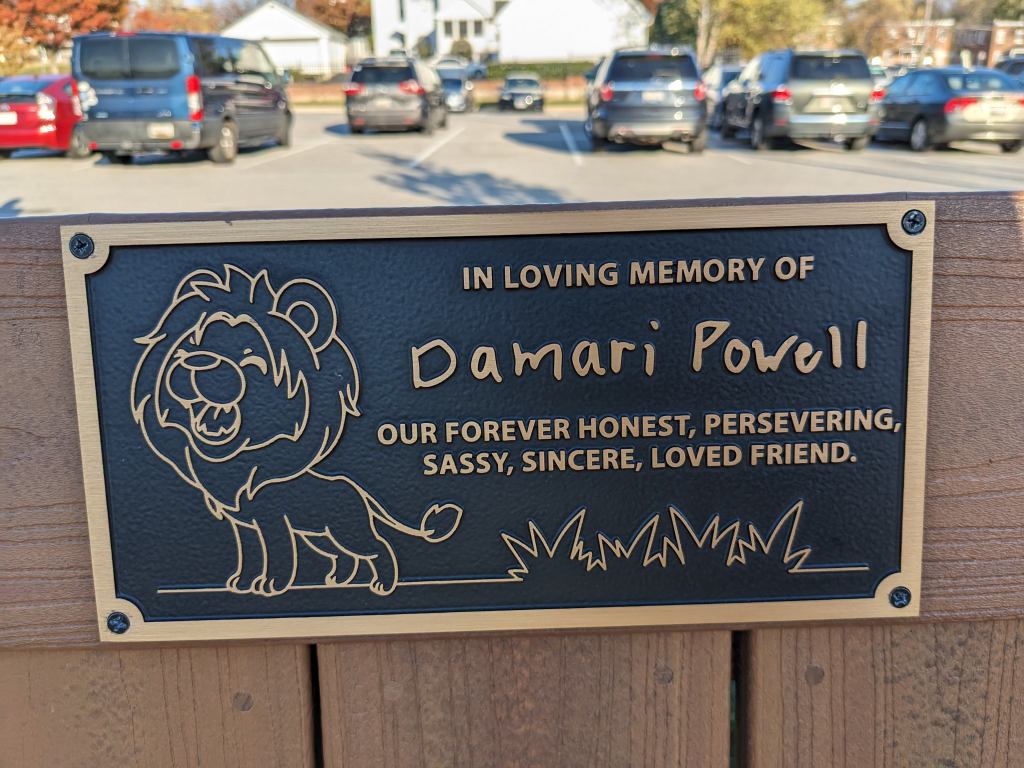 IN LOVING MEMORY OF
Damari Powell
OUR FOREVER HONEST, PERSEVERING,
SASSY, SINCERE, LOVED FRIEND.